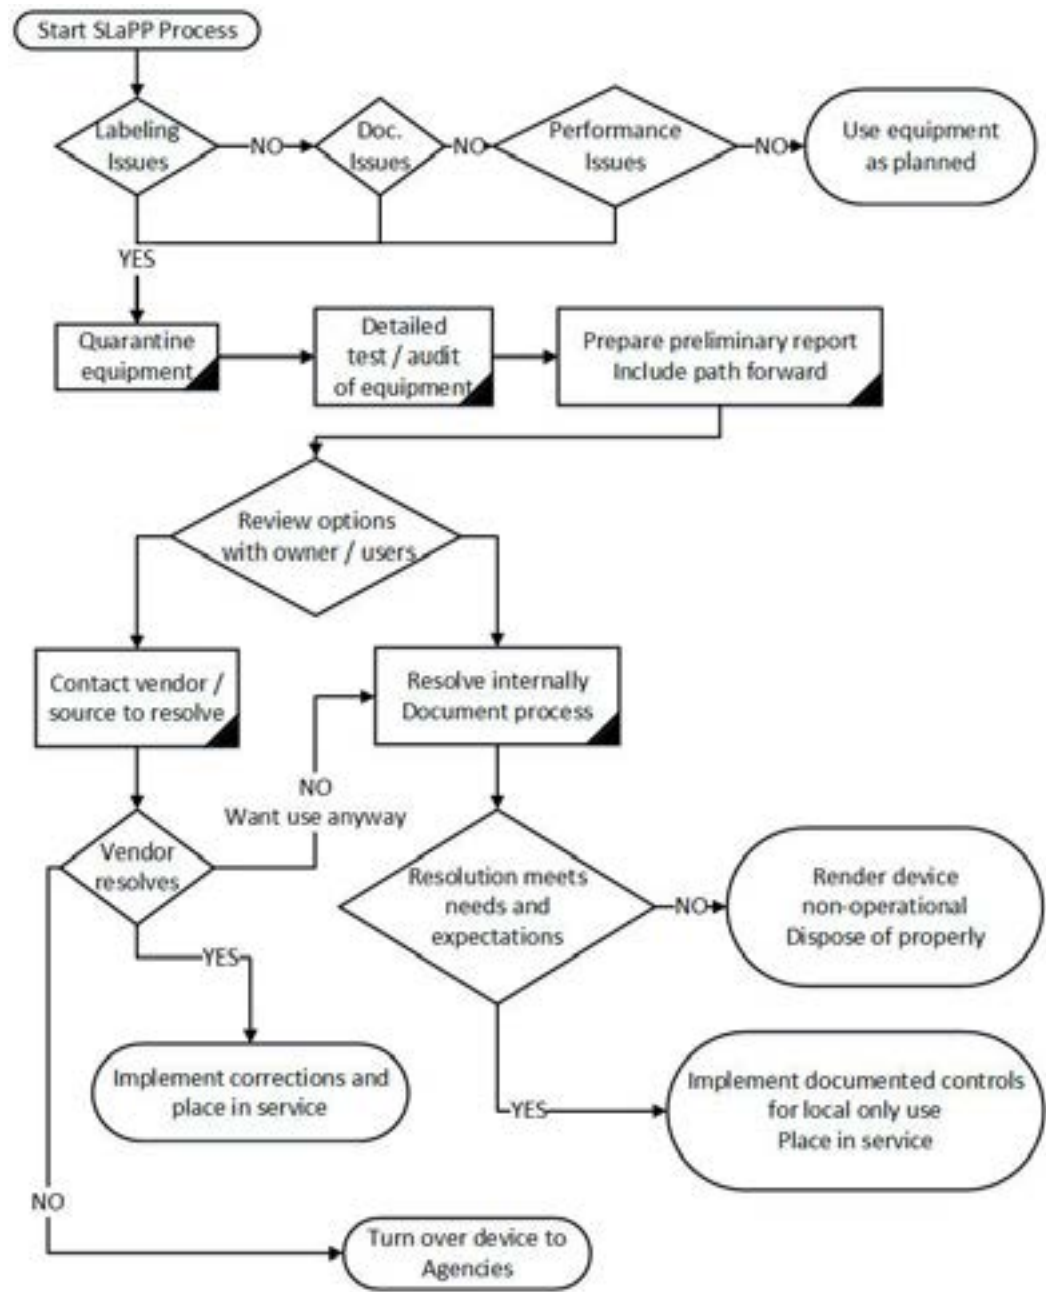 Start SLaPP Process
Labeling
Issues
NO
Doc.
Issues
NO
Performance
Issues
NO
Use equipment
as planned
YES
Quarantine
equipment
Detailed
test / audit
of equipment
Prepare preliminary report
Include path forward
Review options
with owner / users
Contact vendor /
source to resolve
Resolve internally
Document process
NO
Want use anyway
Vendor
resolves
Resolution meets
needs and
expectations
NO
Render device
non-operational
Dispose of properly
YES
Implement corrections and
place in service
YES
Implement documented controls
for local only use
Place in service
NO
Turn over device to
Agencies